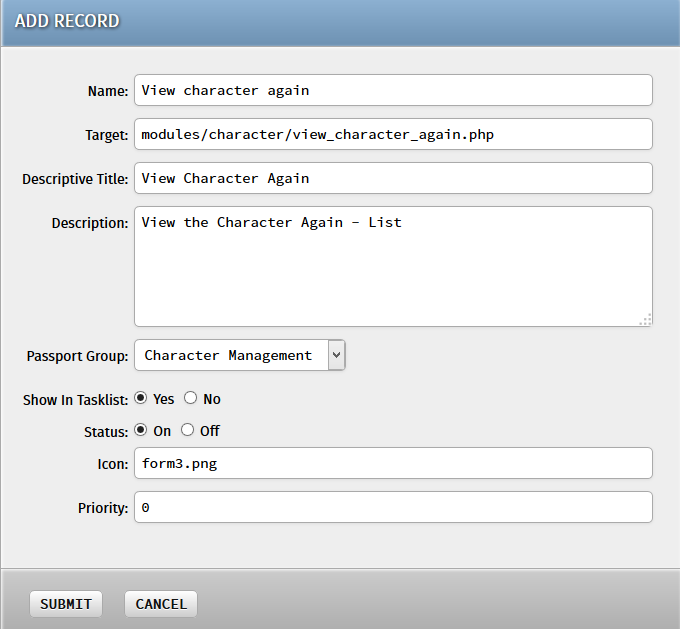 ADD RECORD
Name: View character again
Target: modules/character/view_character_again.php
Descriptive Title: View Character Again
Description: View the Character Again - List
Passport Group: Character Management
Show In Tasklist: Yes No
Status: On Off
Icon: form3.png
Priority: 0
SUBMIT CANCEL